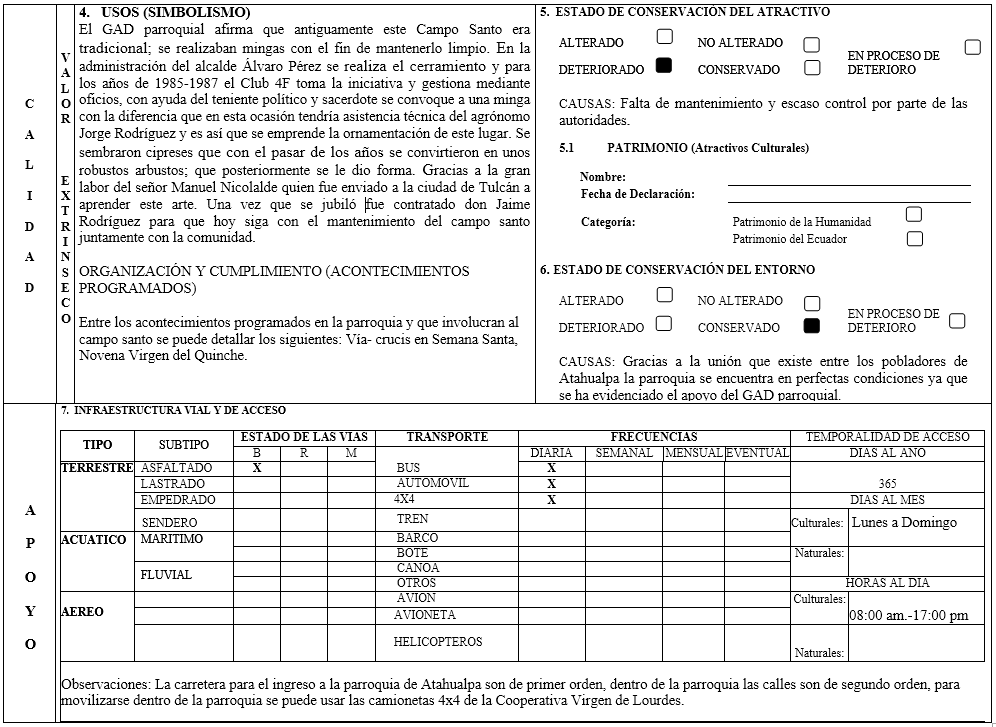 4. USOS (SIMBOLISMO)
El GAD parroquial afirma que antiguamente este Campo Santo era
tradicional; se realizaban mingas con el fin de mantenerlo limpio. En la
administración del alcalde Álvaro Pérez se realiza el cerramiento y para
los años de 1985-1987 el Club 4F toma la iniciativa y gestiona mediante
oficios, con ayuda del teniente político y sacerdote se convoque a una minga
con la diferencia que en esta ocasión tendría asistencia técnica del agrónomo
Jorge Rodríguez y es así que se emprende la ornamentación de este lugar. Se
sembraron cipreses que con el pasar de los años se convirtieron en unos
robustos arbustos; que posteriormente se le dio forma. Gracias a la gran
labor del señor Manuel Nicolalde quien fue enviado a la ciudad de Tulcán a
aprender este arte. Una vez que se jubiló fue contratado don Jaime
Rodríguez para que hoy siga con el mantenimiento del campo santo
juntamente con la comunidad.
ORGANIZACIÓN Y CUMPLIMIENTO (ACONTECIMIENTOS
PROGRAMADOS)
Entre los acontecimientos programados en la parroquia y que involucran al
campo santo se puede detallar los siguientes: Vía- crucis en Semana Santa,
Novena Virgen del Quinche.
CALIDAD
VALOR EXTRINSECO
5. ESTADO DE CONSERVACIÓN DEL ATRACTIVO
ALTERADO NO ALTERADO EN PROCESO DE
DETERIORADO CONSERVADO DETERIORO
CAUSAS: Falta de mantenimiento y escaso control por parte de las
autoridades.
5.1 PATRIMONIO (Atractivos Culturales)
Nombre:
Fecha de Declaración:
Categoría: Patrimonio de la Humanidad
Patrimonio del Ecuador
6. ESTADO DE CONSERVACIÓN DEL ENTORNO
ALTERADO NO ALTERADO EN PROCESO DE
DETERIORADO CONSERVADO DETERIORO
CAUSAS: Gracias a la unión que existe entre los pobladores de
Atahualpa la parroquia se encuentra en perfectas condiciones ya que
se ha evidenciado el apoyo del GAD parroquial.
APOYO
7. INFRAESTRUCTURA VIAL Y DE ACCESO
TIPO SUBTIPO ESTADO DE LAS VIAS TRANSPORTE FRECUENCIAS TEMPORALIDAD DE ACCESO
B R M DIARIA SEMANAL MENSUAL EVENTUAL DIAS AL AÑO
TERRESTRE ASFALTADO X BUS X
LASTRADO AUTOMOVIL X 365
EMPEDRADO 4X4 X DIAS AL MES
SENDERO TREN Culturales: Lunes a Domingo
ACUATICO MARITIMO BARCO
BOTE Naturales:
FLUVIAL CANOA
OTROS HORAS AL DIA
AEREO AVION Culturales:
AVIONETA 08:00 am.-17:00 pm
HELICOPTEROS
Naturales:
Observaciones: La carretera para el ingreso a la parroquia de Atahualpa son de primer orden, dentro de la parroquia las calles son de segundo orden, para
movilizarse dentro de la parroquia se puede usar las camionetas 4x4 de la Cooperativa Virgen de Lourdes.